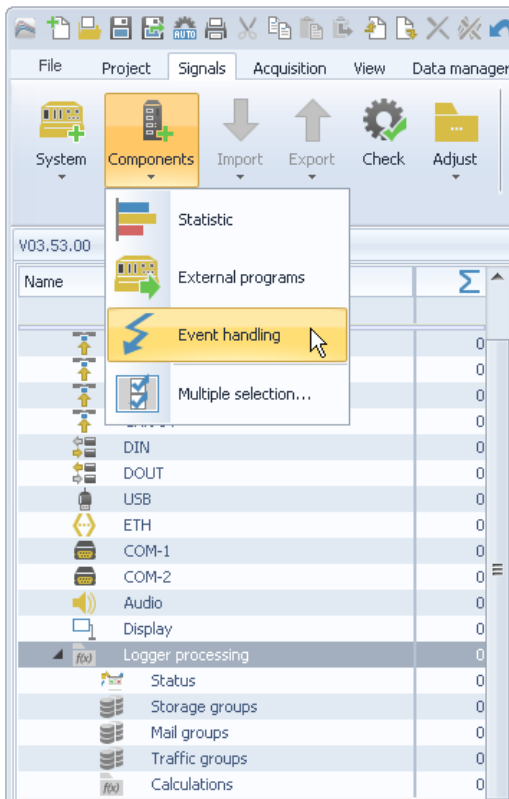 AUTO
File Project Signals Acquisition View Data manager
System Components Import Export Check Adjust
Statistic
V03.53.00
External programs
Name Σ
Event handling
0
0
Multiple selection...
0
0
DIN 0
DOUT 0
USB 0
ETH 0
COM-1 0
COM-2 0
Audio 0
Display 0
f(x) Logger processing 0
Status 0
Storage groups 0
Mail groups 0
Traffic groups 0
f(x) Calculations 0